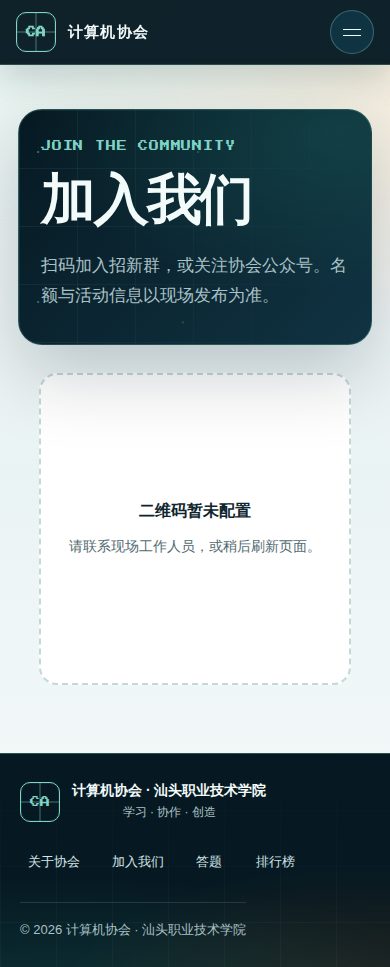 CA 计算机协会
JOIN THE COMMUNITY
加入我们
扫码加入招新群，或关注协会公众号。名
额与活动信息以现场发布为准。
二维码暂未配置
请联系现场工作人员，或稍后刷新页面。
CA 计算机协会 · 汕头职业技术学院
学习 · 协作 · 创造
关于协会 加入我们 答题 排行榜
© 2026 计算机协会 · 汕头职业技术学院